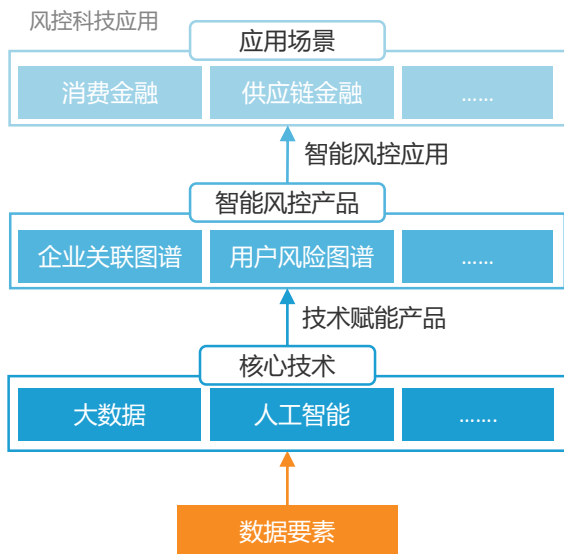 风控科技应用
应用场景
消费金融 供应链金融 ......
智能风控应用
智能风控产品
企业关联图谱 用户风险图谱 ......
技术赋能产品
核心技术
大数据 人工智能 .......
数据要素